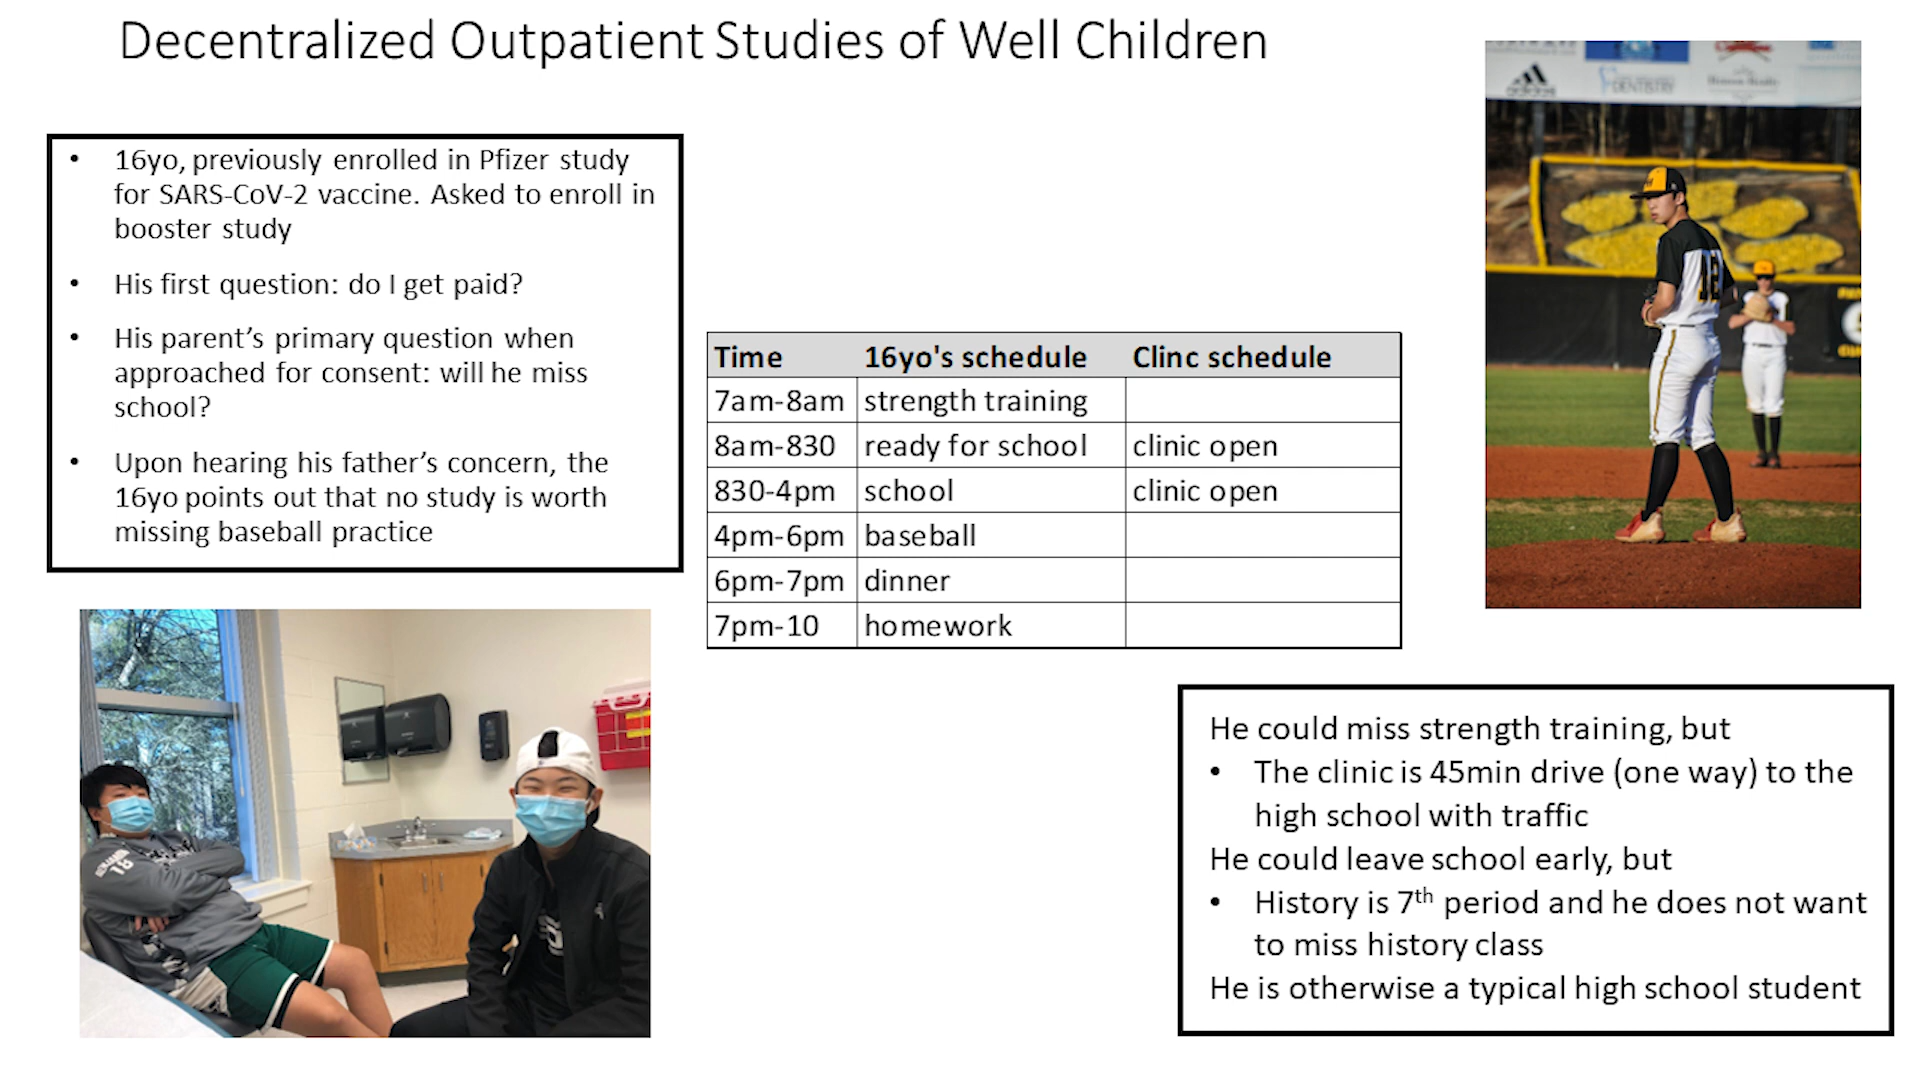 Decentralized Outpatient Studies of Well Children
• 16yo, previously enrolled in Pfizer study
for SARS-CoV-2 vaccine. Asked to enroll in
booster study
• His first question: do I get paid?
• His parent’s primary question when
approached for consent: will he miss
school?
• Upon hearing his father’s concern, the
16yo points out that no study is worth
missing baseball practice
Time 16yo's schedule Clinc schedule
7am-8am strength training
8am-830 ready for school clinic open
830-4pm school clinic open
4pm-6pm baseball
6pm-7pm dinner
7pm-10 homework
adidas
DENTISTRY
12
18
He could miss strength training, but
• The clinic is 45min drive (one way) to the
high school with traffic
He could leave school early, but
• History is 7th period and he does not want
to miss history class
He is otherwise a typical high school student